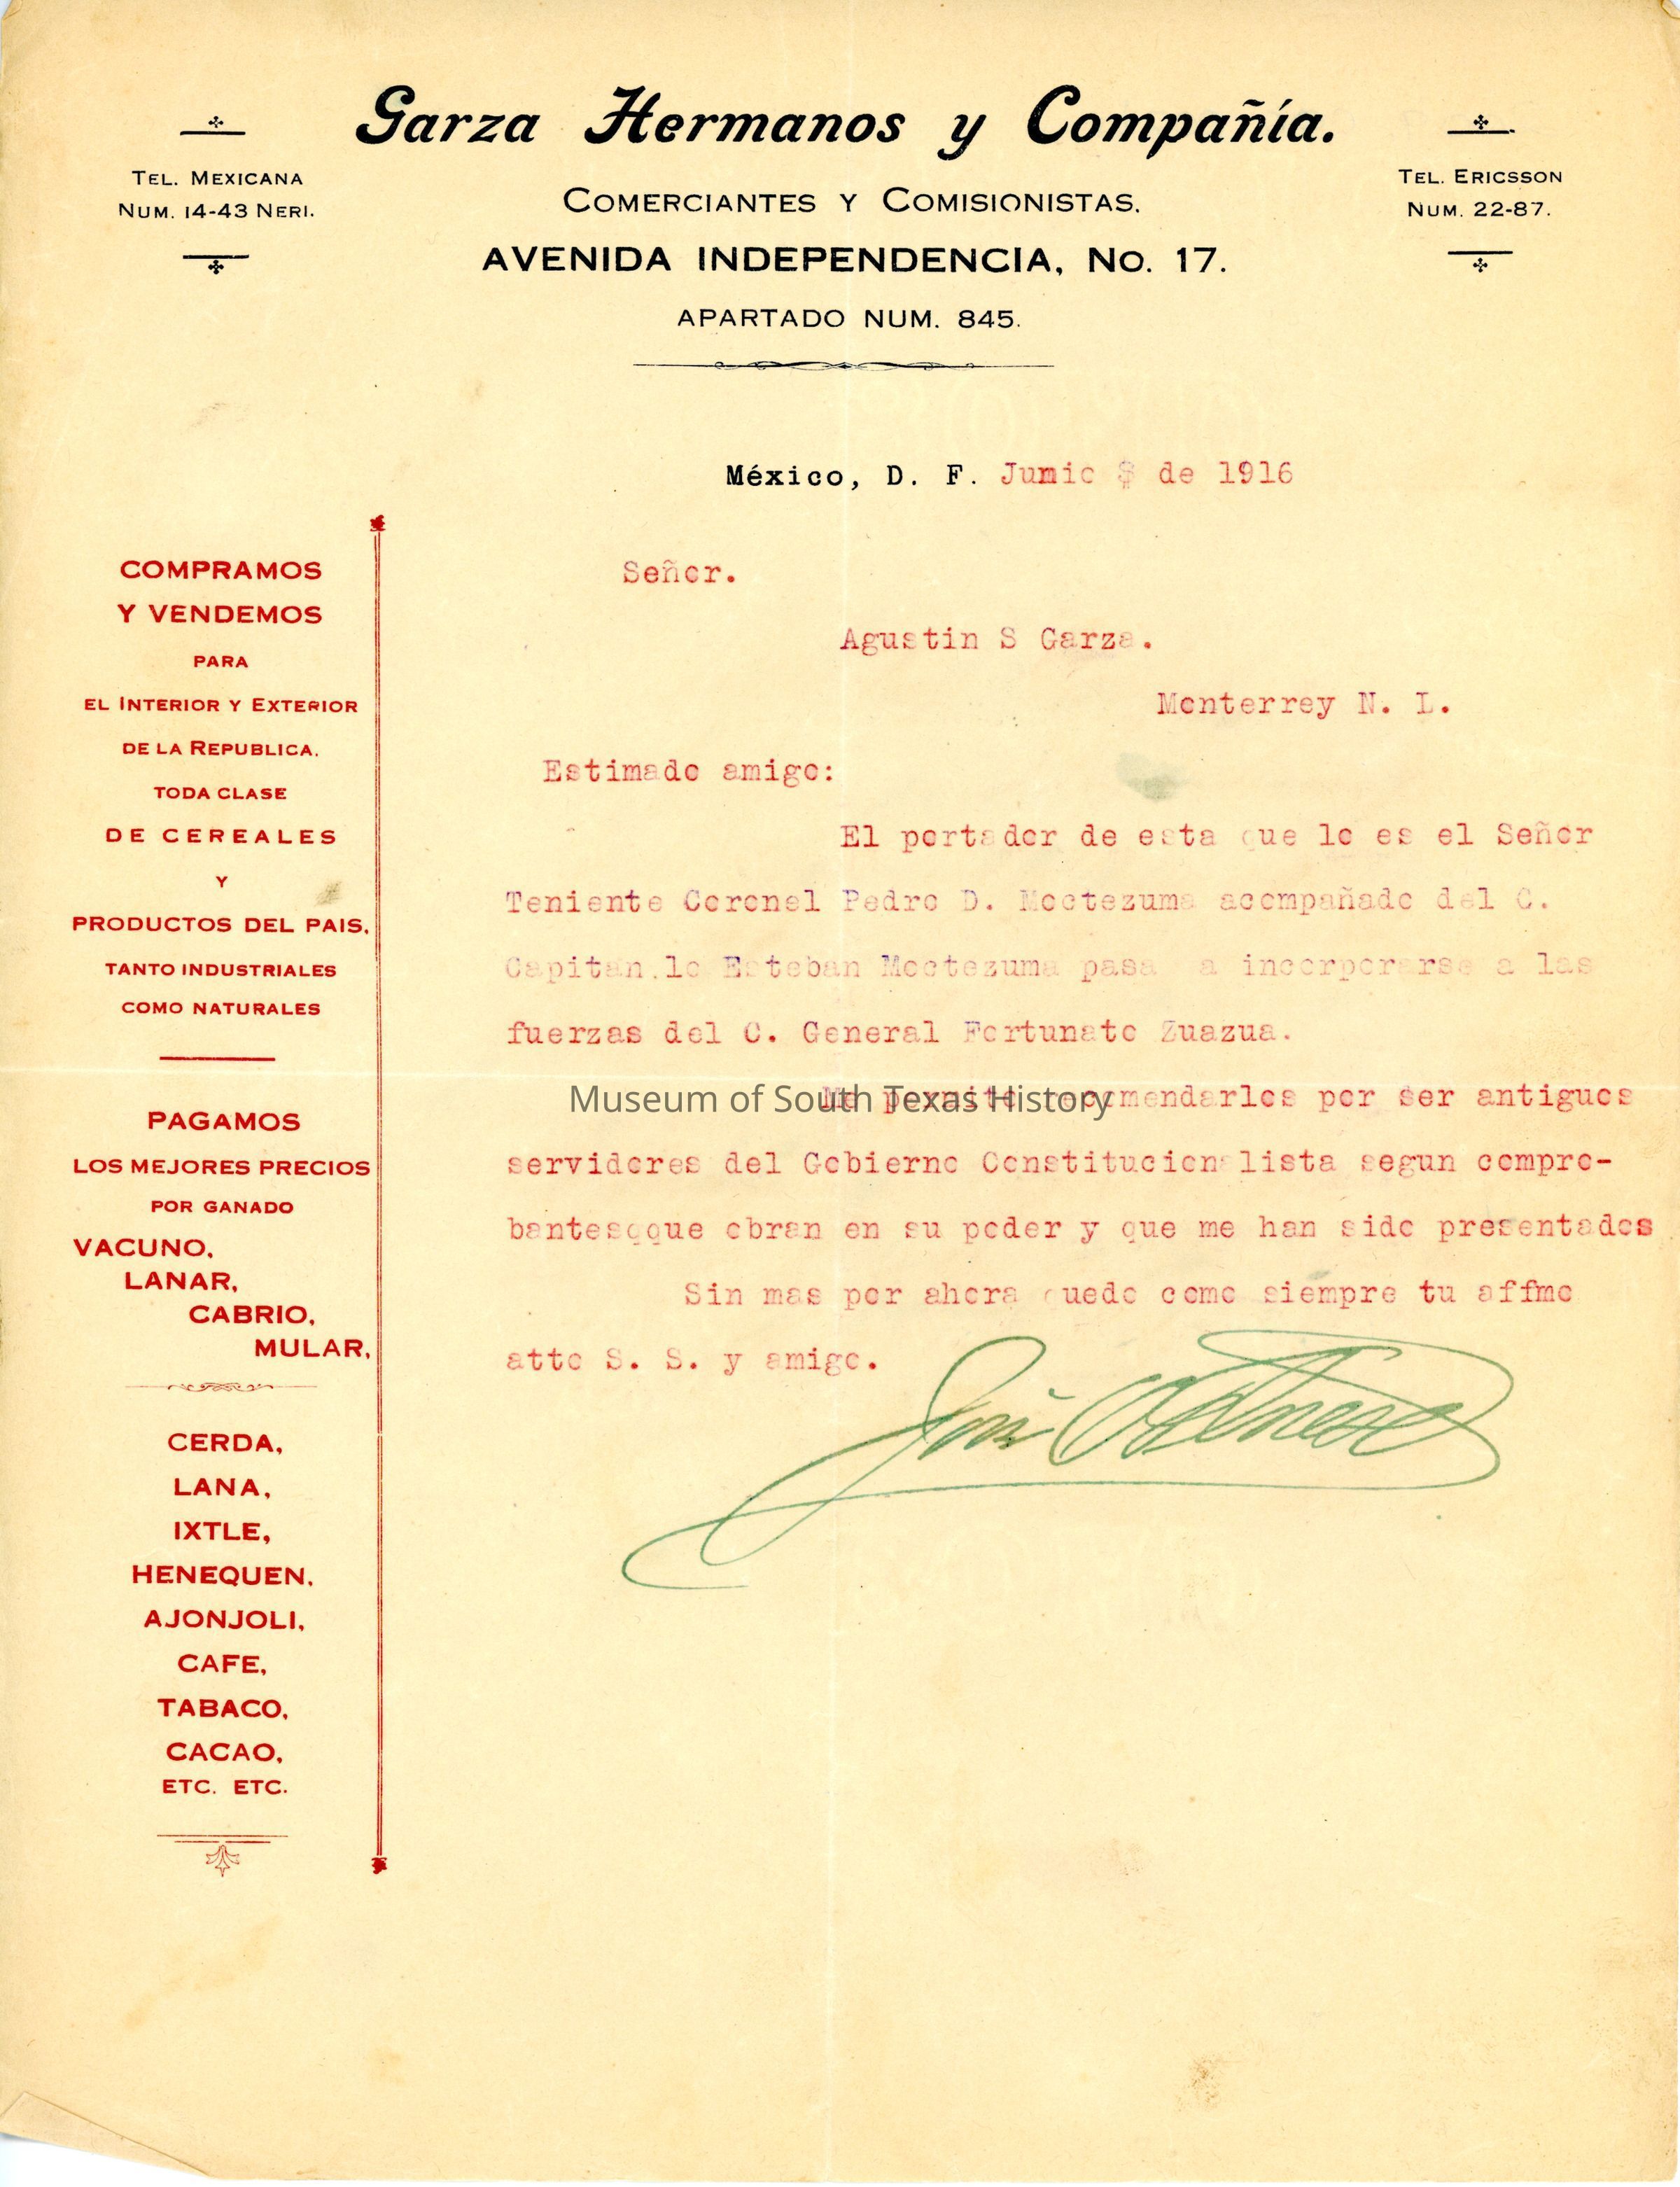 Garza Hermanos y Compañía.
TEL. MEXICANA
NUM. 14-43 NERI.
COMERCIANTES Y COMISIONISTAS.
AVENIDA INDEPENDENCIA, No. 17.
APARTADO NUM. 845.
TEL. ERICSSON
NUM. 22-87.
México, D. F. Junio de 1916
Señor.
Agustin S Garza.
Monterrey N. L.
Estimado amigo:
El portador de esta que lo es el Señor
Teniente Coronel Pedro D. Moctezuma acompañado del C.
Capitan 1o Esteban Moctezuma pasa a incorporarse a las
fuerzas del C. General Fortunato Zuazua.
Me permito recomendarlos por ser antiguos
servidores del Gobierno Constitucionalista segun compro-
bantes que obran en su poder y que me han sido presentados
Sin mas por ahora quedo como siempre tu affmo
atto S. S. y amigo.
COMPRAMOS
Y VENDEMOS
PARA
EL INTERIOR Y EXTERIOR
DE LA REPUBLICA.
TODA CLASE
DE CEREALES
Y
PRODUCTOS DEL PAIS,
TANTO INDUSTRIALES
COMO NATURALES
PAGAMOS
LOS MEJORES PRECIOS
POR GANADO
VACUNO,
LANAR,
CABRIO,
MULAR,
CERDA,
LANA,
IXTLE,
HENEQUEN,
AJONJOLI,
CAFE,
TABACO,
CACAO,
ETC. ETC.
Museum of South Texas History